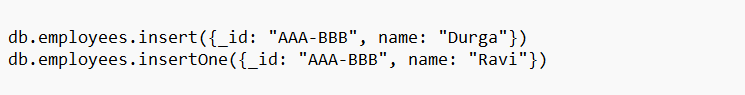 db.employees.insert({_id: "AAA-BBB", name: "Durga"})
db.employees.insertOne({_id: "AAA-BBB", name: "Ravi"})